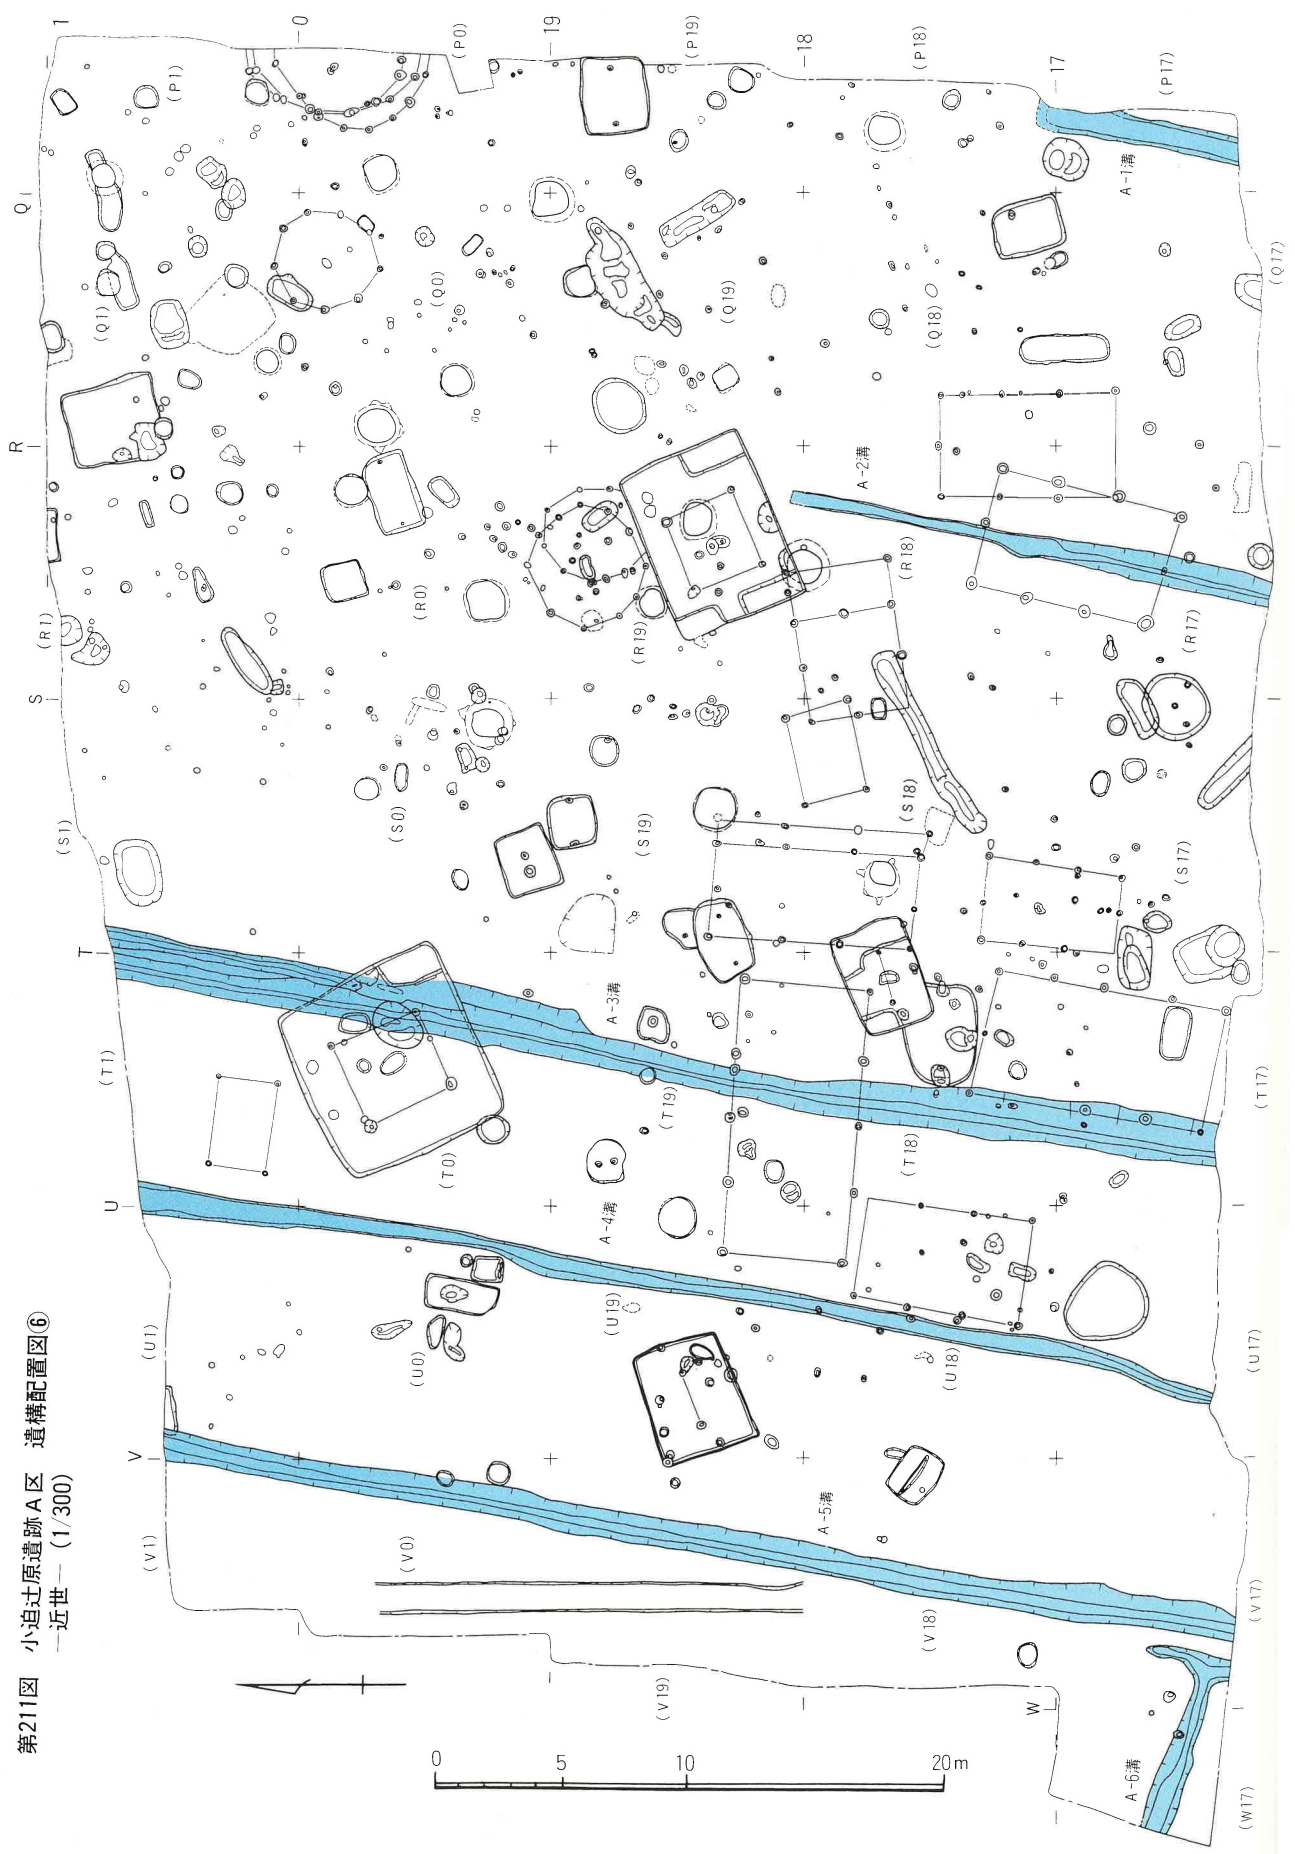 第211図 小迫辻原遺跡A区 遺構配置図⑥
―近世― (1/300)
1
-0
-19
-18
-17
Q
R
S
T
U
V
W
(P1)
(P0)
(P19)
(P18)
(P17)
(Q1)
(Q0)
(Q19)
(Q18)
(Q17)
(R1)
(R0)
(R19)
(R18)
(R17)
(S1)
(S0)
(S19)
(S18)
(S17)
(T1)
(T0)
(T19)
(T18)
(T17)
(U1)
(U0)
(U19)
(U18)
(U17)
(V1)
(V0)
(V19)
(V18)
(V17)
(W17)
A-1溝
A-2溝
A-3溝
A-4溝
A-5溝
A-6溝
0 5 10 20m